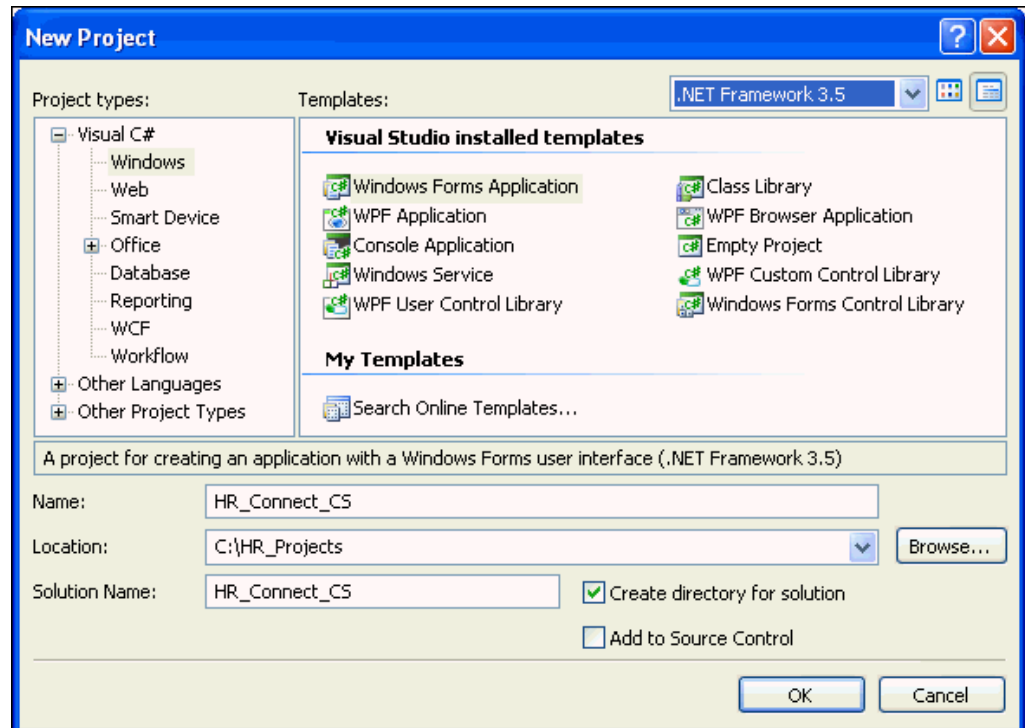 New Project
Project types:
Templates:
.NET Framework 3.5
Visual C#
Windows
Web
Smart Device
Office
Database
Reporting
WCF
Workflow
Other Languages
Other Project Types
Visual Studio installed templates
Windows Forms Application
Class Library
WPF Application
WPF Browser Application
Console Application
Empty Project
Windows Service
WPF Custom Control Library
WPF User Control Library
Windows Forms Control Library
My Templates
Search Online Templates...
A project for creating an application with a Windows Forms user interface (.NET Framework 3.5)
Name:
HR_Connect_CS
Location:
C:\HR_Projects
Browse...
Solution Name:
HR_Connect_CS
Create directory for solution
Add to Source Control
OK
Cancel